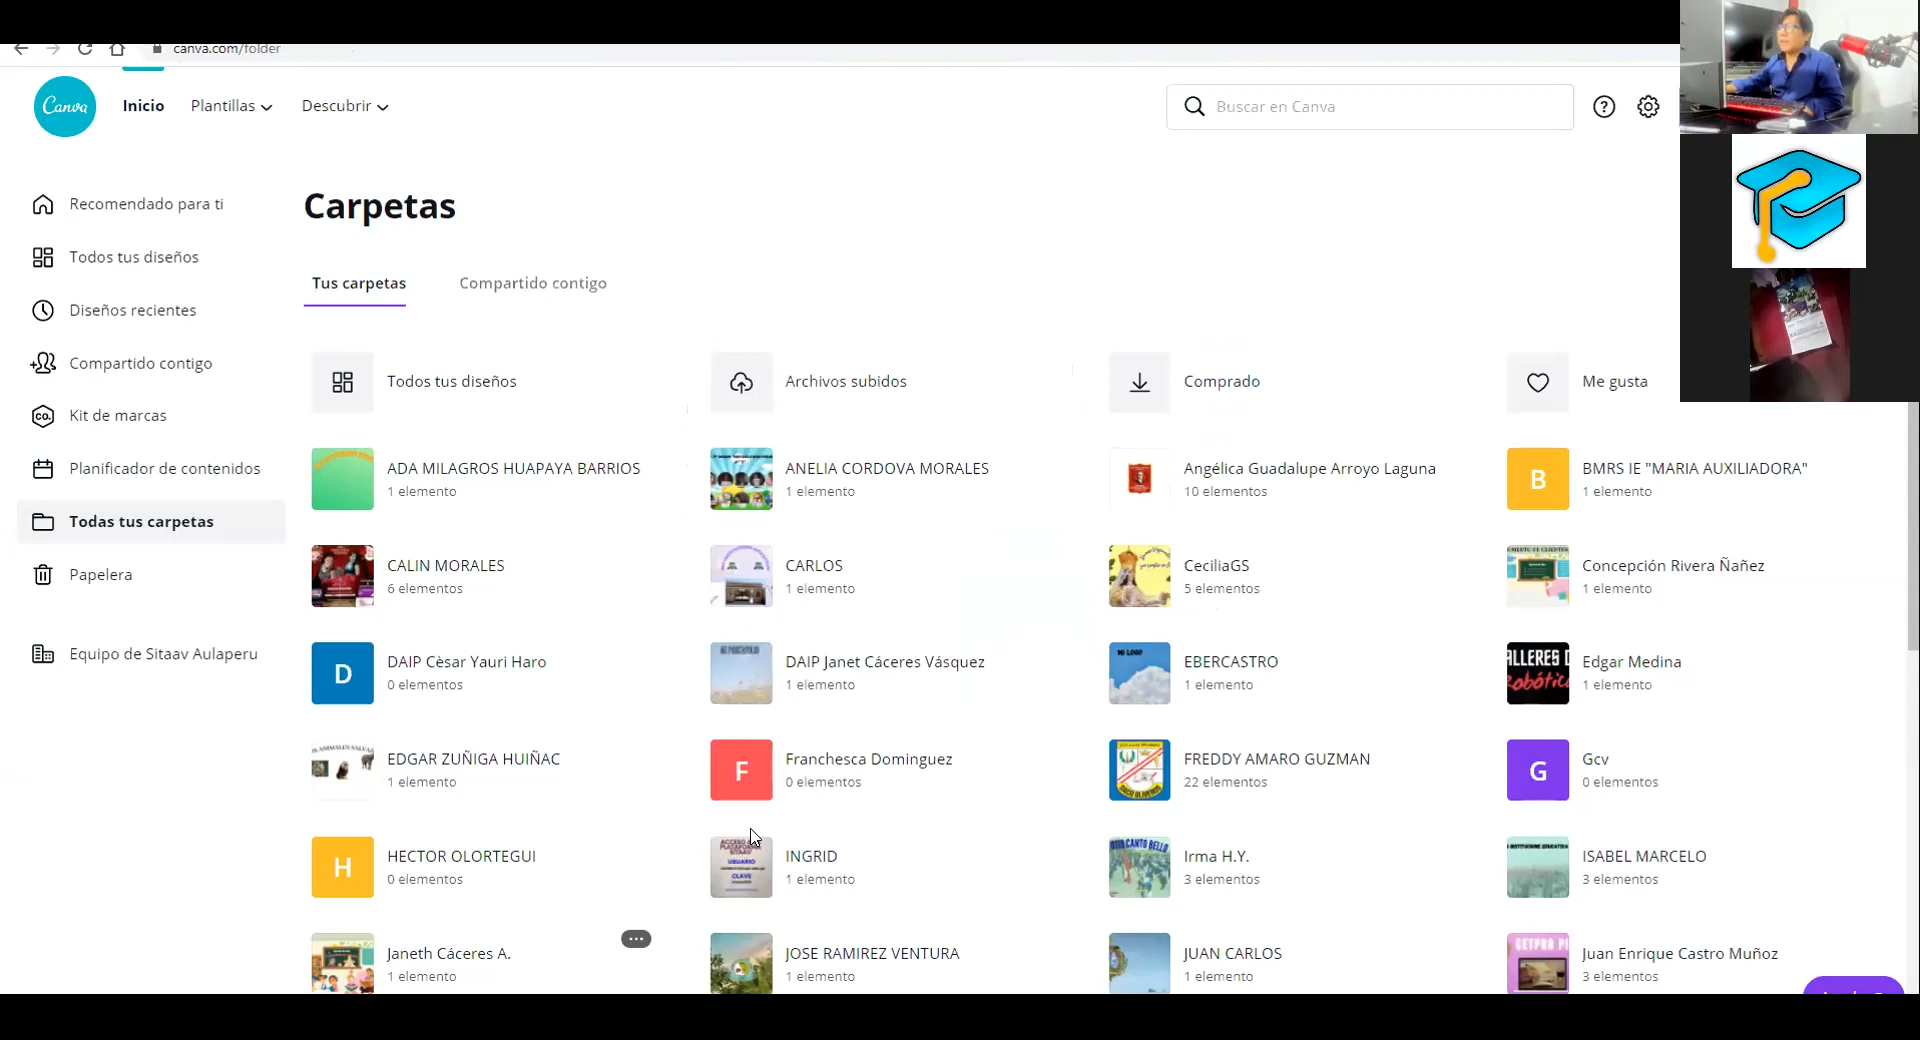 canva.com/folder
Canva
Inicio
Plantillas
Descubrir
Buscar en Canva
Recomendado para ti
Todos tus diseños
Diseños recientes
Compartido contigo
CO.
Kit de marcas
Planificador de contenidos
Todas tus carpetas
Papelera
Equipo de Sitaav Aulaperu
Carpetas
Tus carpetas
Compartido contigo
Todos tus diseños
Archivos subidos
Comprado
Me gusta
ADA MILAGROS HUAPAYA BARRIOS
1 elemento
ANELIA CORDOVA MORALES
1 elemento
Angélica Guadalupe Arroyo Laguna
10 elementos
B
BMRS IE "MARIA AUXILIADORA"
1 elemento
CALIN MORALES
6 elementos
CARLOS
1 elemento
CeciliaGS
5 elementos
Concepción Rivera Ñañez
1 elemento
D
DAIP Cèsar Yauri Haro
0 elementos
DAIP Janet Cáceres Vásquez
1 elemento
MI LOGO
EBERCASTRO
1 elemento
ALLERES D
Robótic
Edgar Medina
1 elemento
EDGAR ZUÑIGA HUIÑAC
1 elemento
F
Franchesca Dominguez
0 elementos
FREDDY AMARO GUZMAN
22 elementos
G
Gcv
0 elementos
H
HECTOR OLORTEGUI
0 elementos
USUARIO
CLAVE
INGRID
1 elemento
Irma H.Y.
3 elementos
ISABEL MARCELO
3 elementos
Janeth Cáceres A.
1 elemento
JOSE RAMIREZ VENTURA
1 elemento
JUAN CARLOS
1 elemento
Juan Enrique Castro Muñoz
3 elementos